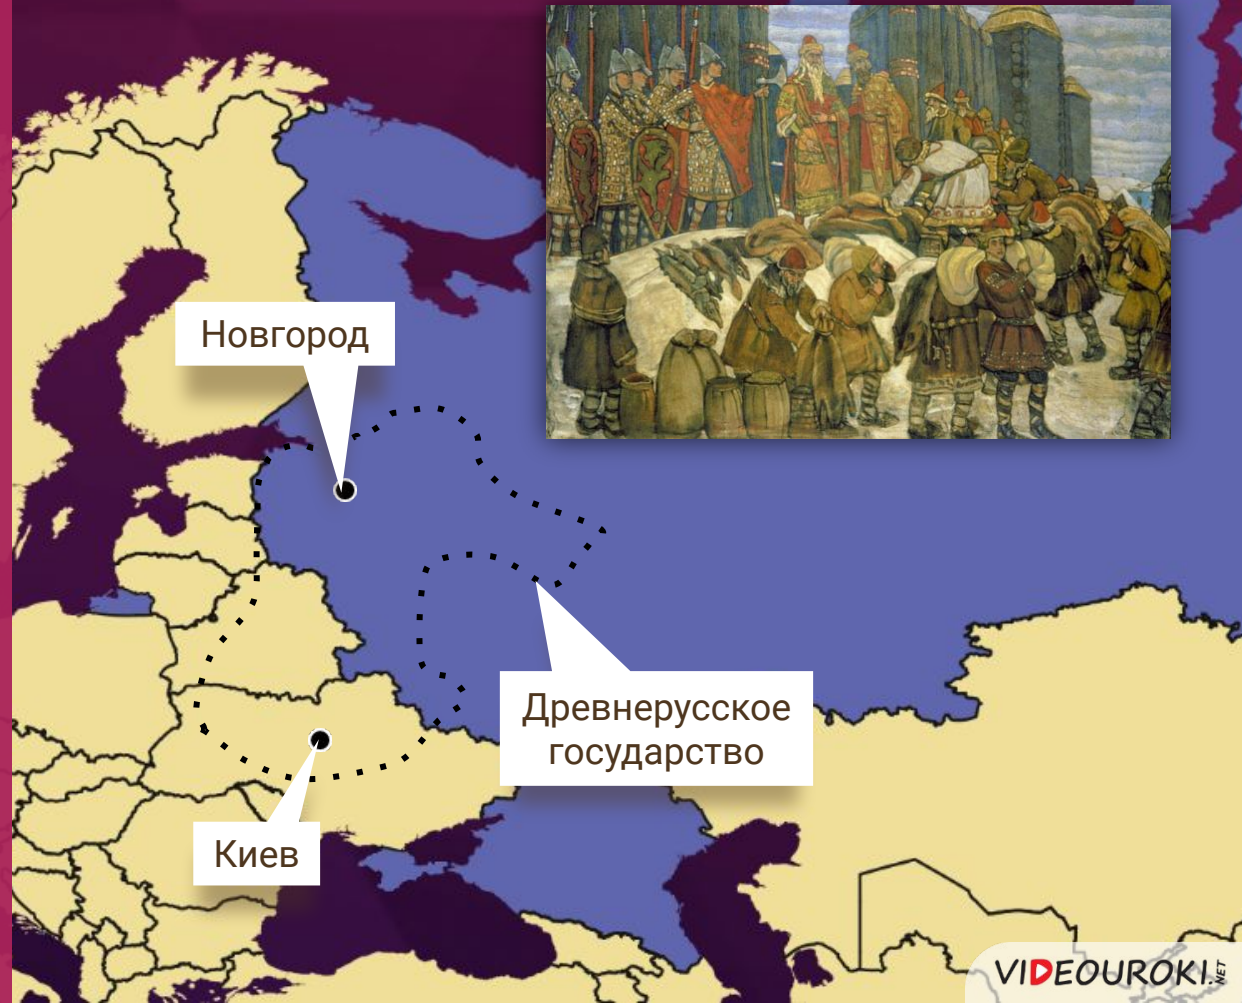 Новгород
Древнерусское
государство
Киев
VIDEOUROKI.NET